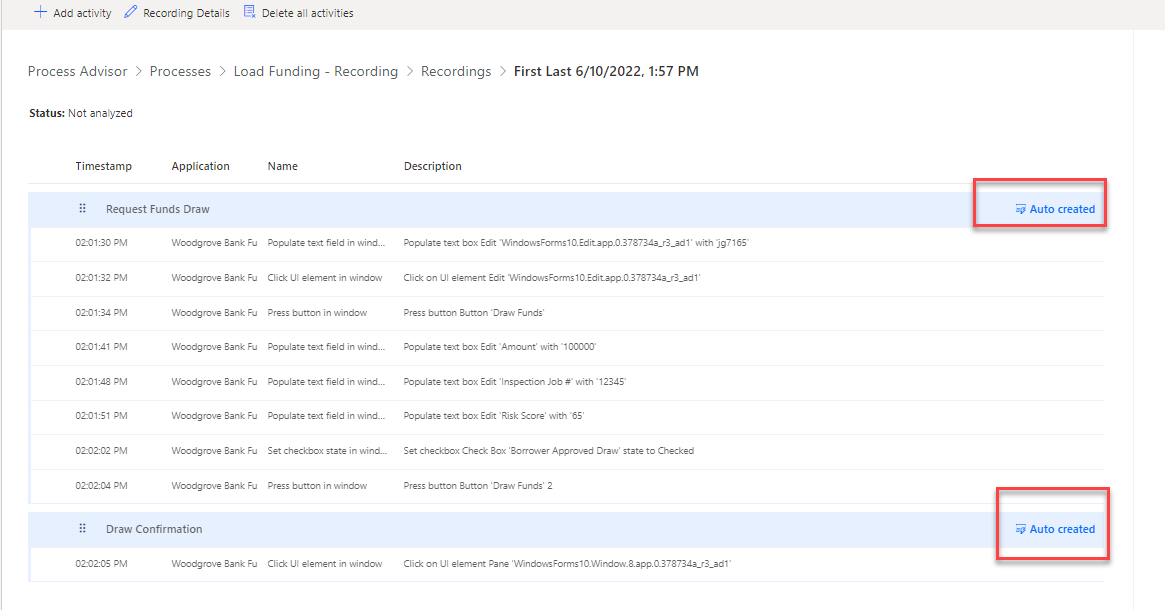 Add activity Recording Details Delete all activities
Process Advisor > Processes > Load Funding - Recording > Recordings > First Last 6/10/2022, 1:57 PM
Status: Not analyzed
Timestamp Application Name Description
Request Funds Draw Auto created
02:01:30 PM Woodgrove Bank Fu Populate text field in wind... Populate text box Edit 'WindowsForms10.Edit.app.0.378734a_r3_ad1' with 'jg7165'
02:01:32 PM Woodgrove Bank Fu Click UI element in window Click on UI element Edit 'WindowsForms10.Edit.app.0.378734a_r3_ad1'
02:01:34 PM Woodgrove Bank Fu Press button in window Press button Button 'Draw Funds'
02:01:41 PM Woodgrove Bank Fu Populate text field in wind... Populate text box Edit 'Amount' with '100000'
02:01:48 PM Woodgrove Bank Fu Populate text field in wind... Populate text box Edit 'Inspection Job #' with '12345'
02:01:51 PM Woodgrove Bank Fu Populate text field in wind... Populate text box Edit 'Risk Score' with '65'
02:02:02 PM Woodgrove Bank Fu Set checkbox state in wind... Set checkbox Check Box 'Borrower Approved Draw' state to Checked
02:02:04 PM Woodgrove Bank Fu Press button in window Press button Button 'Draw Funds' 2
Draw Confirmation Auto created
02:02:05 PM Woodgrove Bank Fu Click UI element in window Click on UI element Pane 'WindowsForms10.Window.8.app.0.378734a_r3_ad1'